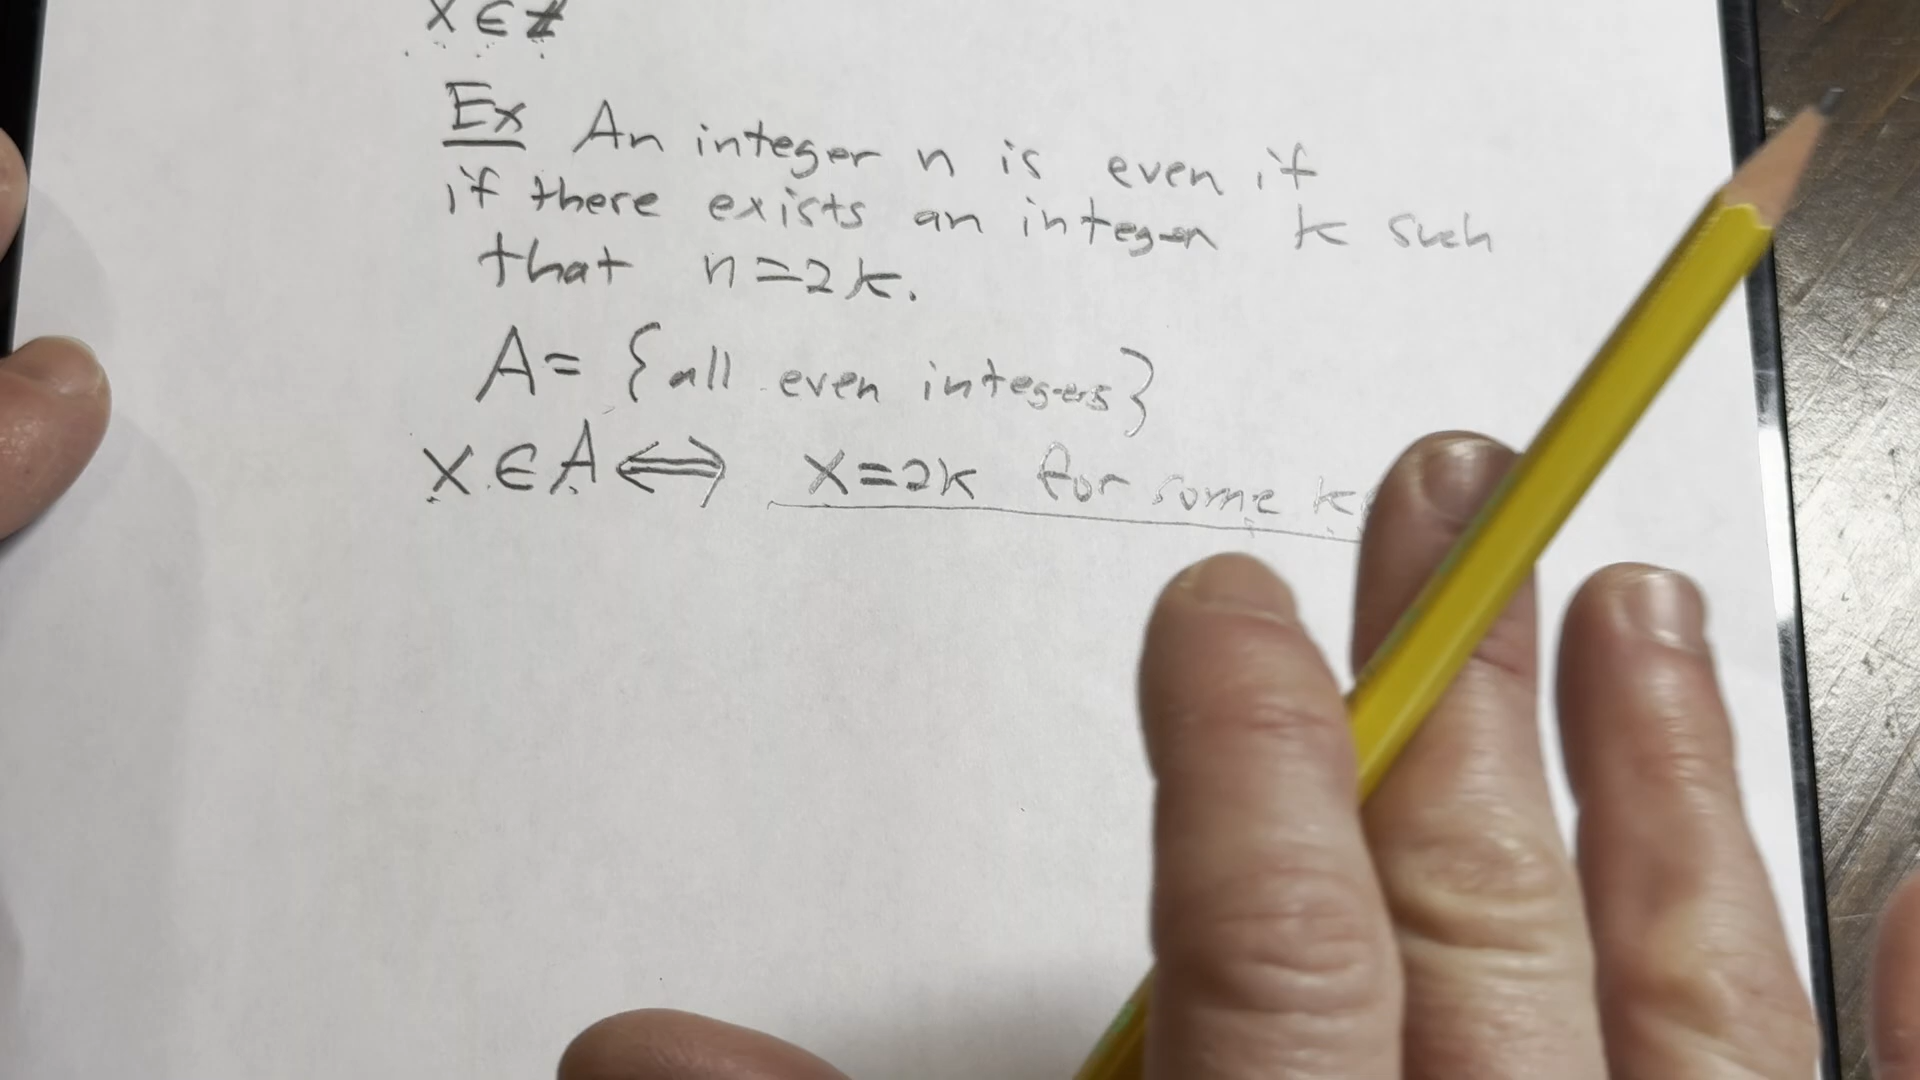 X ∈ Z
Ex An integer n is even if
if there exists an integer k such
that n=2k.
A= {all even integers}
X ∈ A ⟺ X=2k for some k